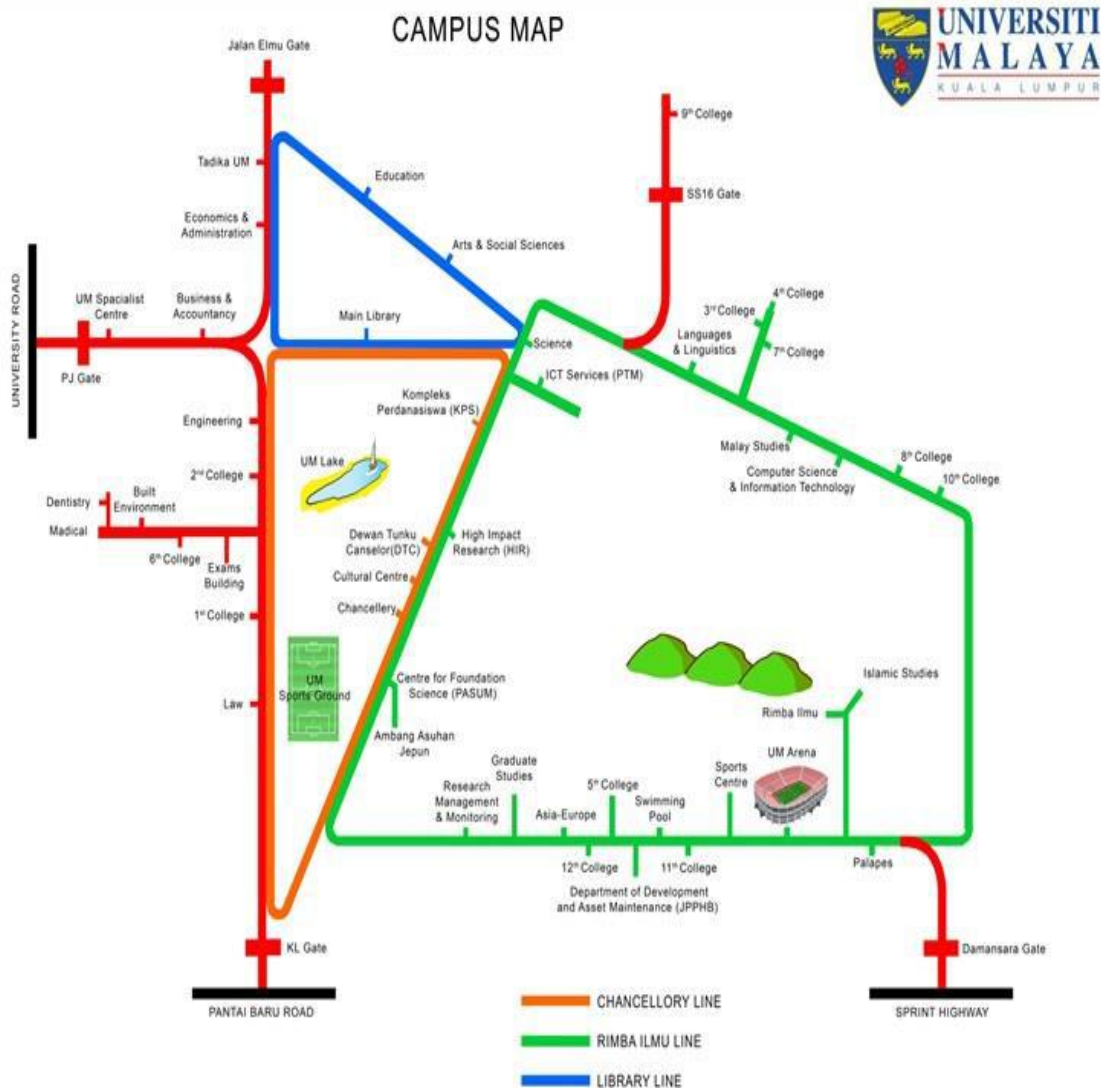 CAMPUS MAP
UNIVERSITI
MALAYA
KUALA LUMPUR
Jalan Elmu Gate
9th College
Tadika UM
Education
SS16 Gate
Economics &
Administration
Arts & Social Sciences
UNIVERSITY ROAD
UM Spacialist
Centre
Business &
Accountancy
Main Library
PJ Gate
Science
ICT Services (PTM)
4th College
3rd College
7th College
Languages
& Linguistics
Kompleks
Perdanasiswa (KPS)
Engineering
UM Lake
2nd College
Malay Studies
Computer Science
& Information Technology
8th College
10th College
Dentistry
Built
Environment
Madical
6th College
Exams
Building
Dewan Tunku
Canselor(DTC)
High Impact
Research (HIR)
Cultural Centre
Chancellery
1st College
UM
Sports Ground
Law
Centre for Foundation
Science (PASUM)
Ambang Asuhan
Jepun
Islamic Studies
Rimba Ilmu
UM Arena
Sports
Centre
Graduate
Studies
Research
Management
& Monitoring
Asia-Europe
5th College
Swimming
Pool
12th College
11th College
Department of Development
and Asset Maintenance (JPPHB)
Palapes
KL Gate
Damansara Gate
PANTAI BARU ROAD
SPRINT HIGHWAY
CHANCELLORY LINE
RIMBA ILMU LINE
LIBRARY LINE